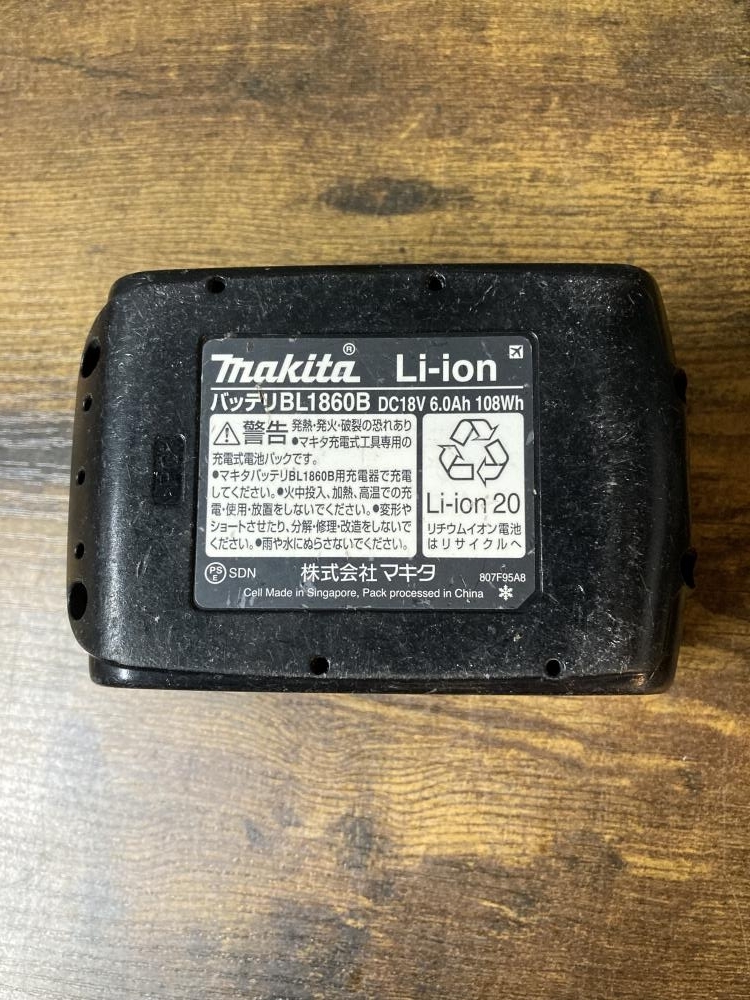 makita® Li-ion
バッテリBL1860B DC18V 6.0Ah 108Wh
警告 発熱・発火・破裂の恐れあり
●マキタ充電式工具専用の
充電式電池パックです。
●マキタバッテリBL1860B用充電器で充電
してください。●火中投入、加熱、高温での充
電・使用・放置をしないでください。●変形や
ショートさせたり、分解・修理・改造をしないで
ください。●雨や水にぬらさないでください。
Li-ion 20
リチウムイオン電池
はリサイクルへ
PSE SDN 株式会社マキタ 807F95A8
Cell Made in Singapore, Pack processed in China